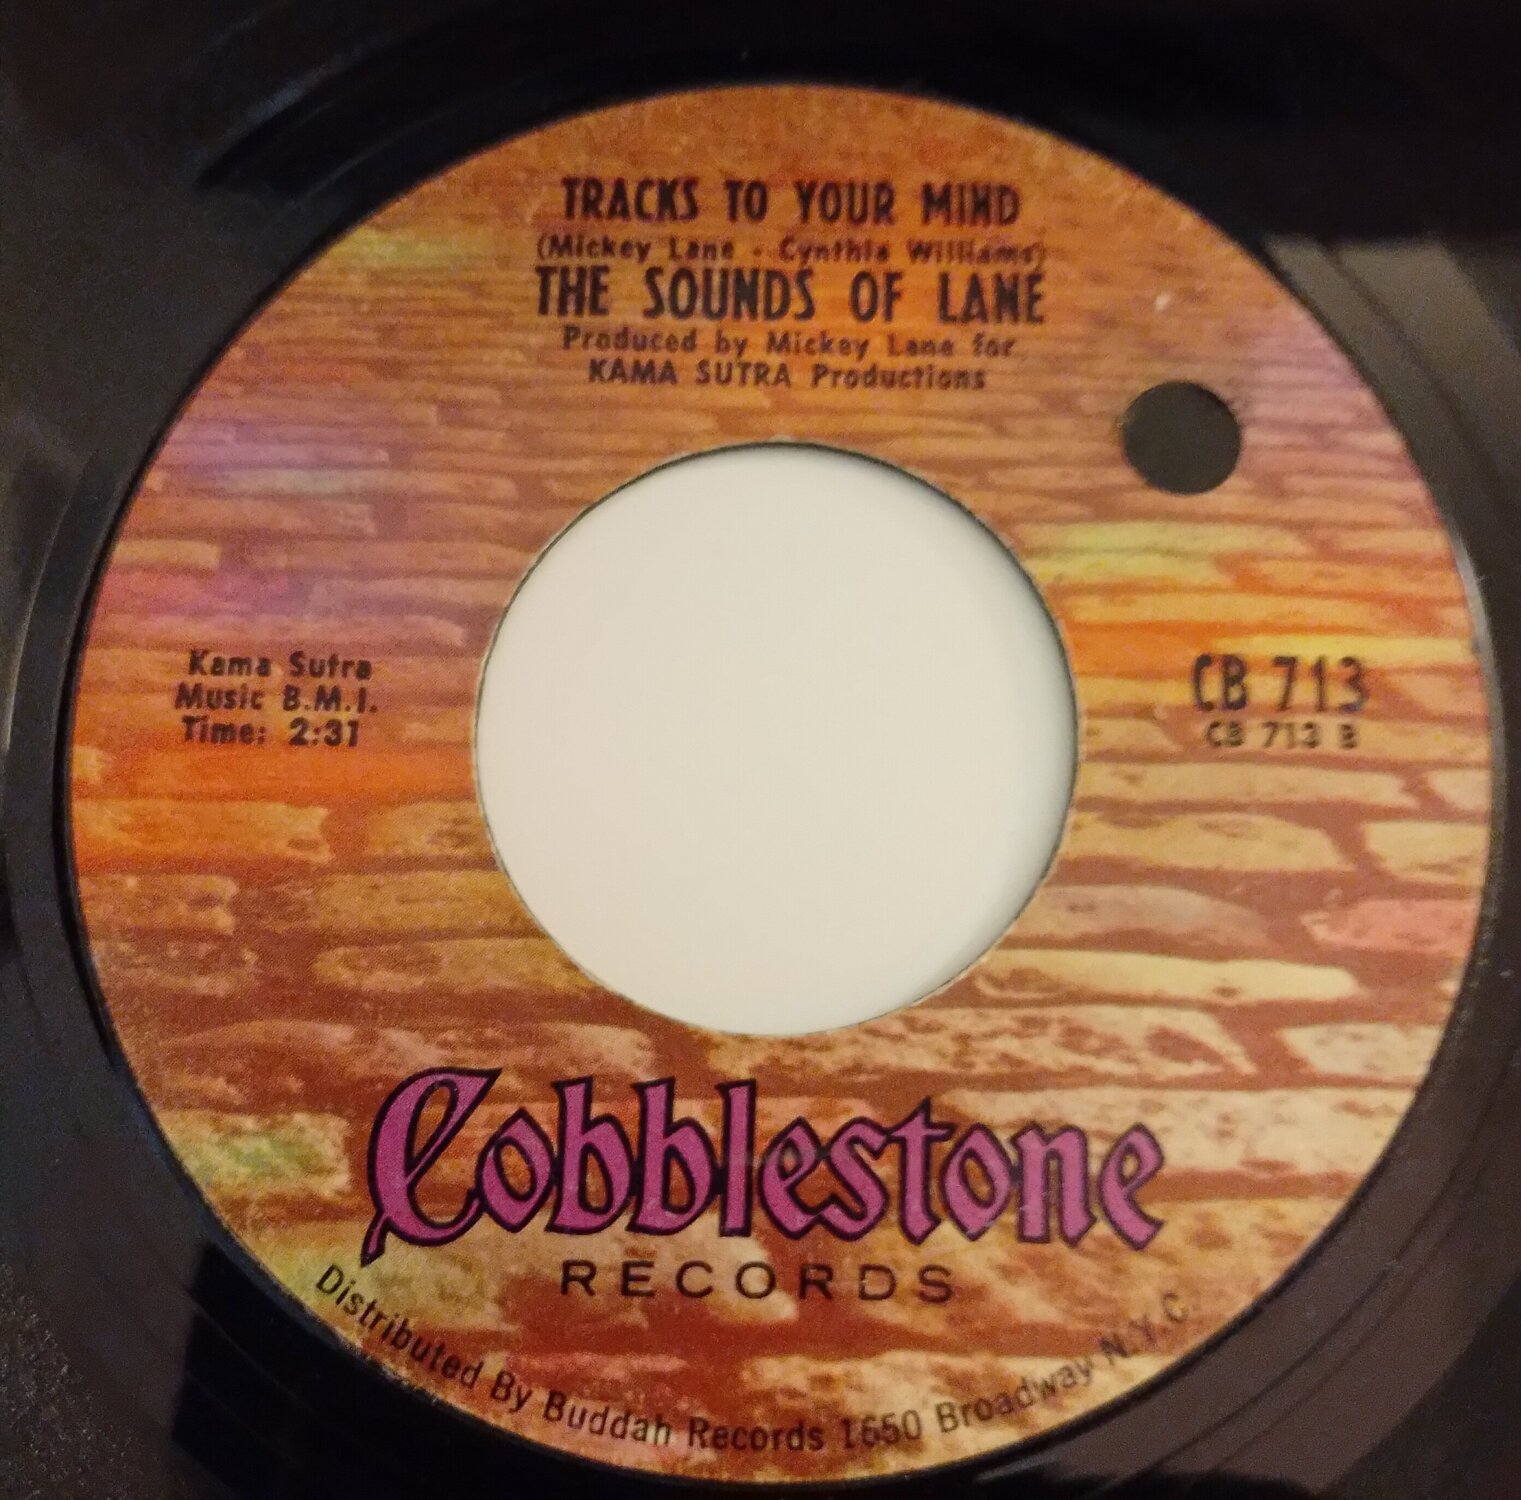 TRACKS TO YOUR MIND
(Mickey Lane - Cynthia Williams)
THE SOUNDS OF LANE
Produced by Mickey Lane for
KAMA SUTRA Productions
Kama Sutra
Music B.M.I.
Time: 2:31
CB 713
CB 713 B
Cobblestone
RECORDS
Distributed By Buddah Records 1650 Broadway N.Y.C.